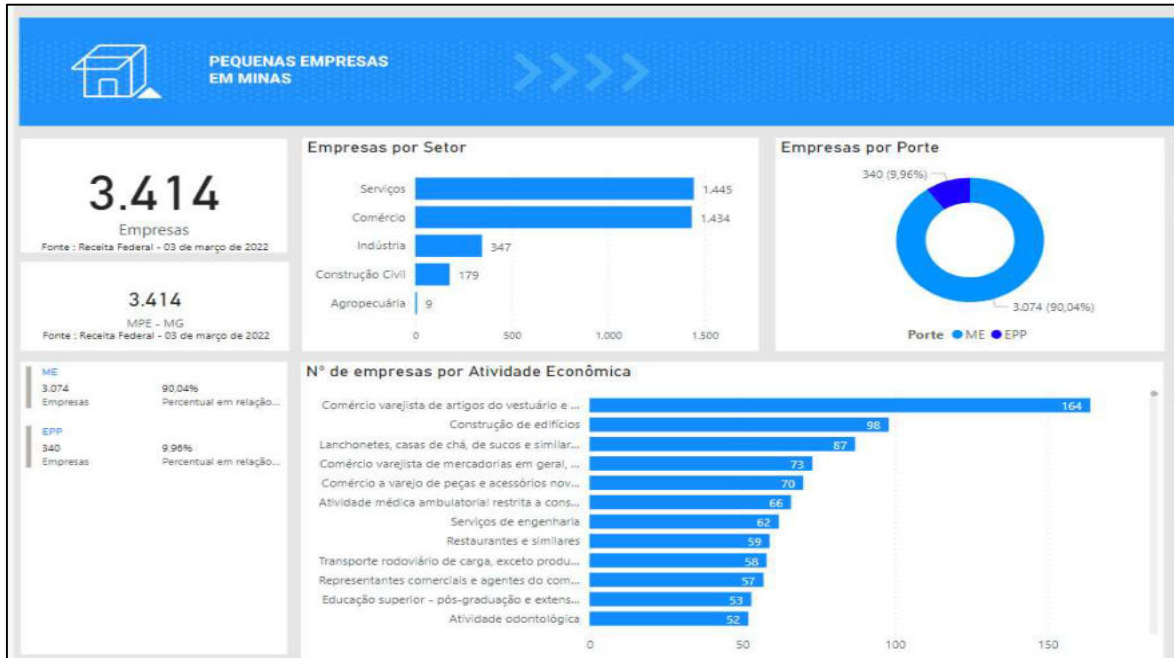 PEQUENAS EMPRESAS
EM MINAS
3.414
Empresas
Fonte : Receita Federal - 03 de março de 2022
3.414
MPE - MG
Fonte : Receita Federal - 03 de março de 2022
ME
3.074 90,04%
Empresas Percentual em relação...
EPP
340 9,96%
Empresas Percentual em relação...
Empresas por Setor
Serviços 1.445
Comércio 1.434
Indústria 347
Construção Civil 179
Agropecuária 9
0 500 1.000 1.500
Empresas por Porte
340 (9,96%)
3.074 (90,04%)
Porte ME EPP
N° de empresas por Atividade Econômica
Comércio varejista de artigos do vestuário e ... 164
Construção de edifícios 98
Lanchonetes, casas de chá, de sucos e similar... 87
Comércio varejista de mercadorias em geral, ... 73
Comércio a varejo de peças e acessórios nov... 70
Atividade médica ambulatorial restrita a cons... 66
Serviços de engenharia 62
Restaurantes e similares 59
Transporte rodoviário de carga, exceto produ... 58
Representantes comerciais e agentes do com... 57
Educação superior - pós-graduação e extens... 53
Atividade odontológica 52
0 50 100 150